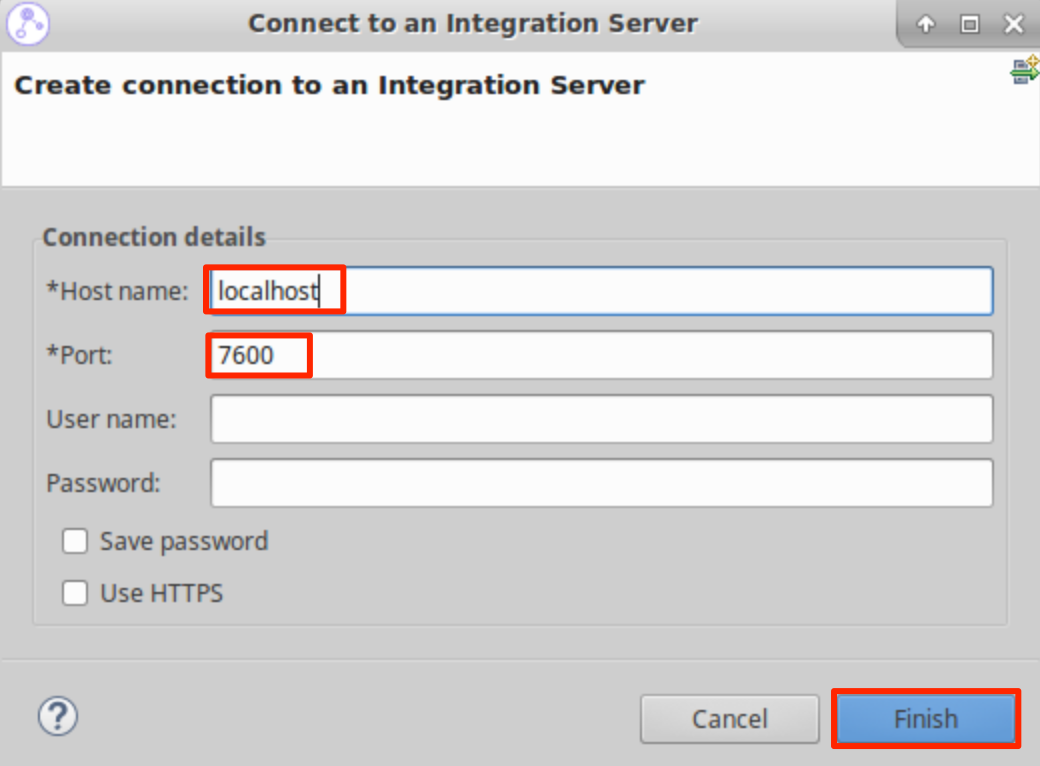 Connect to an Integration Server
Create connection to an Integration Server
Connection details
*Host name: localhost
*Port: 7600
User name:
Password:
Save password
Use HTTPS
? Cancel Finish